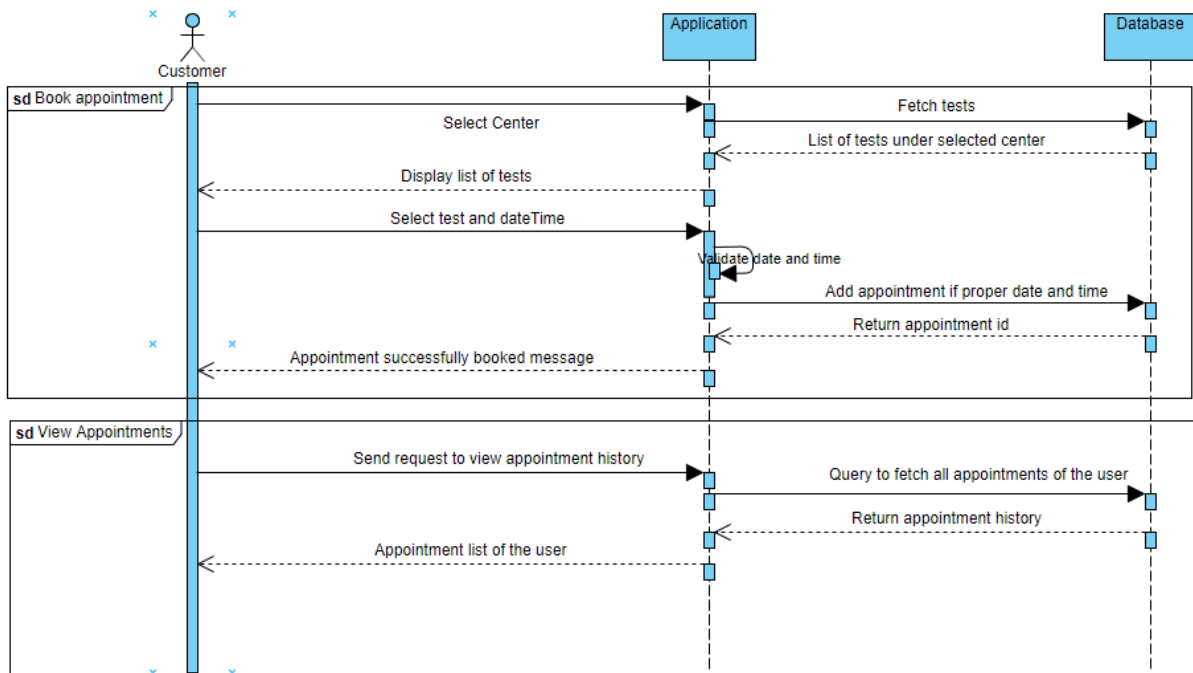 Application
Database
Customer
sd Book appointment
Fetch tests
Select Center
List of tests under selected center
Display list of tests
Select test and dateTime
Validate date and time
Add appointment if proper date and time
Return appointment id
Appointment successfully booked message
sd View Appointments
Send request to view appointment history
Query to fetch all appointments of the user
Return appointment history
Appointment list of the user